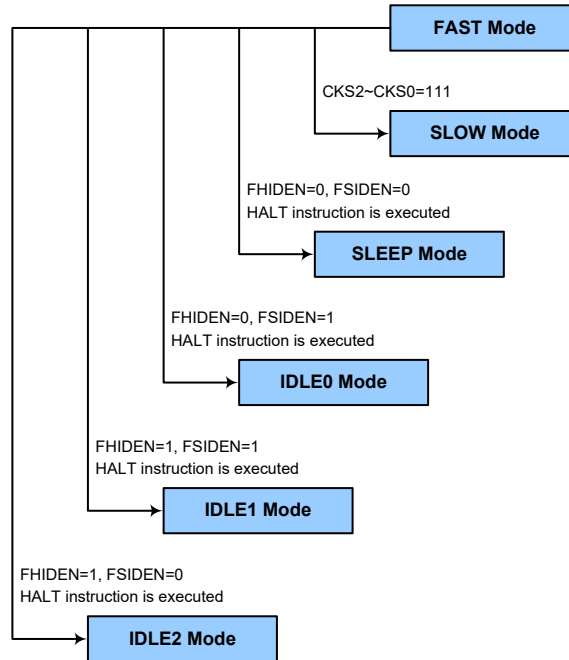 FAST Mode
CKS2~CKS0=111
SLOW Mode
FHIDEN=0, FSIDEN=0
HALT instruction is executed
SLEEP Mode
FHIDEN=0, FSIDEN=1
HALT instruction is executed
IDLE0 Mode
FHIDEN=1, FSIDEN=1
HALT instruction is executed
IDLE1 Mode
FHIDEN=1, FSIDEN=0
HALT instruction is executed
IDLE2 Mode